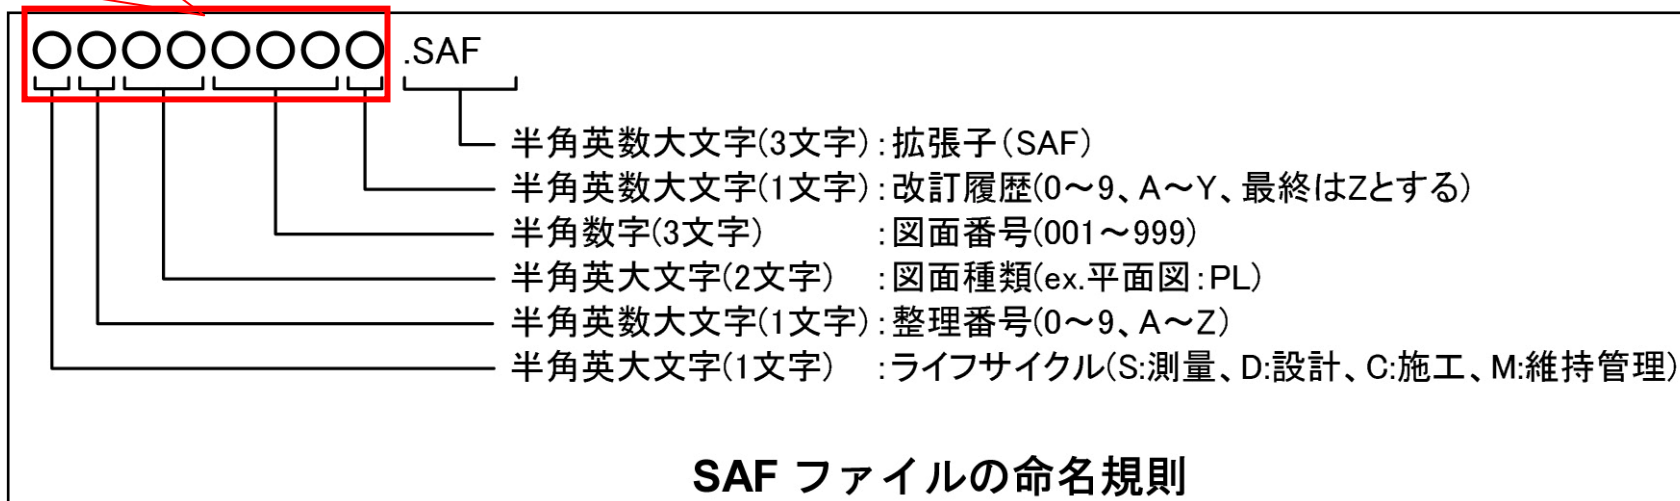 ○○○○○○○○.SAF
半角英数大文字(3文字):拡張子(SAF)
半角英数大文字(1文字):改訂履歴(0～9、A～Y、最終はZとする)
半角数字(3文字) :図面番号(001～999)
半角英大文字(2文字) :図面種類(ex.平面図:PL)
半角英数大文字(1文字):整理番号(0～9、A～Z)
半角英大文字(1文字) :ライフサイクル(S:測量、D:設計、C:施工、M:維持管理)
SAF ファイルの命名規則